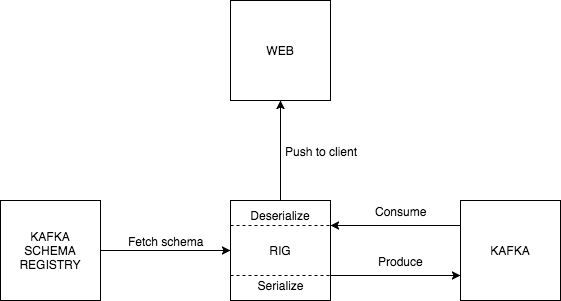 WEB
Push to client
KAFKA
SCHEMA
REGISTRY
Fetch schema
Deserialize
RIG
Serialize
Consume
Produce
KAFKA